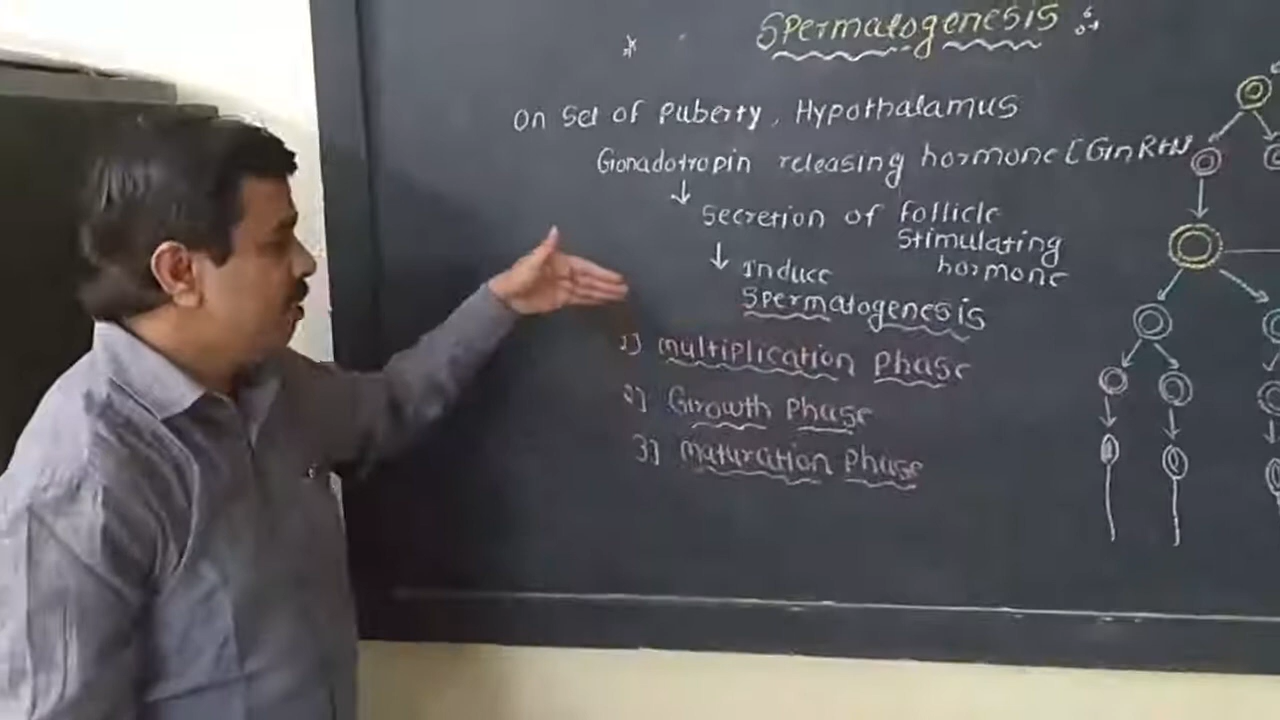 Spermatogenesis :
On Set of Puberty, Hypothalamus
Gonadotropin releasing hormone [GnRH]
Secretion of Follicle
Stimulating
hormone
Induce
Spermatogenesis
1] Multiplication Phase
2] Growth Phase
3] Maturation Phase